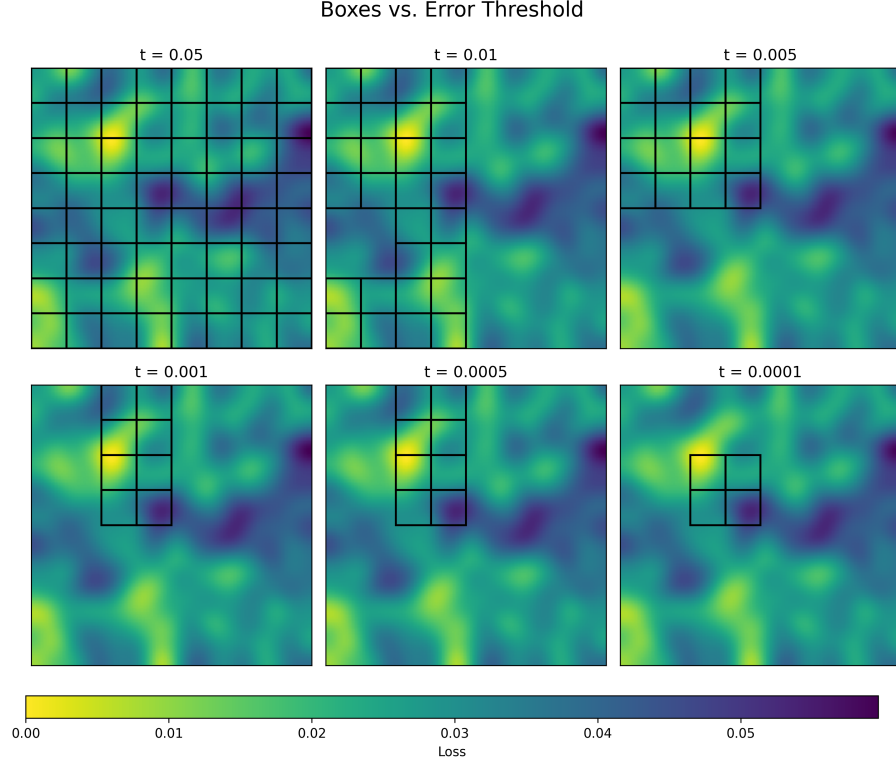 Boxes vs. Error Threshold
t = 0.05
t = 0.01
t = 0.005
t = 0.001
t = 0.0005
t = 0.0001
0.00 0.01 0.02 0.03 0.04 0.05
Loss